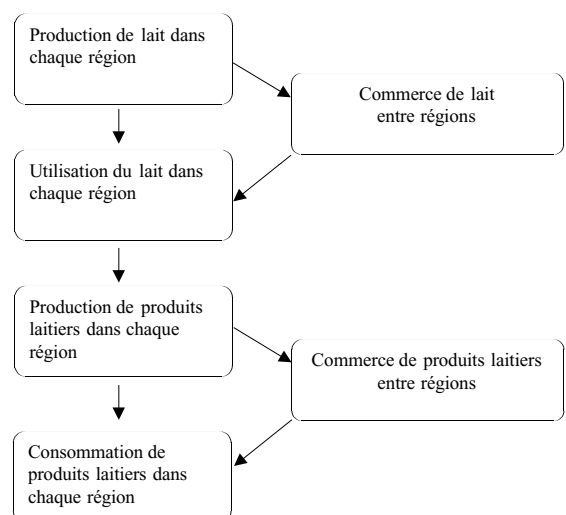 Production de lait dans
chaque région
Commerce de lait
entre régions
Utilisation du lait dans
chaque région
Production de produits
laitiers dans chaque
région
Commerce de produits laitiers
entre régions
Consommation de
produits laitiers dans
chaque région